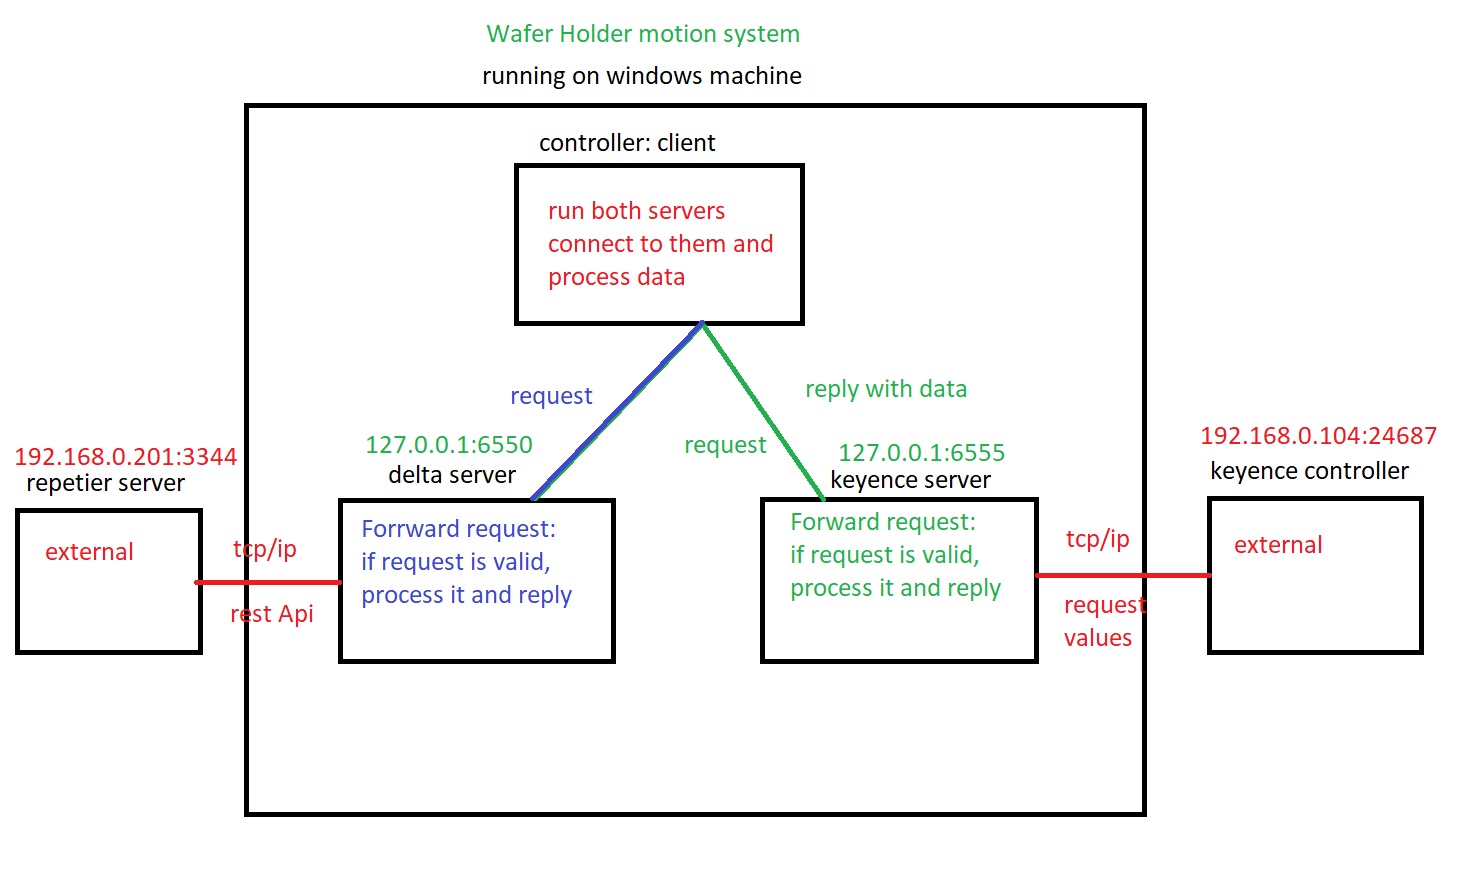 Wafer Holder motion system
running on windows machine
controller: client
run both servers
connect to them and
process data
request
reply with data
request
127.0.0.1:6550
delta server
127.0.0.1:6555
keyence server
192.168.0.201:3344
repetier server
192.168.0.104:24687
keyence controller
external
tcp/ip
rest Api
Forrward request:
if request is valid,
process it and reply
Forward request:
if request is valid,
process it and reply
tcp/ip
request
values
external